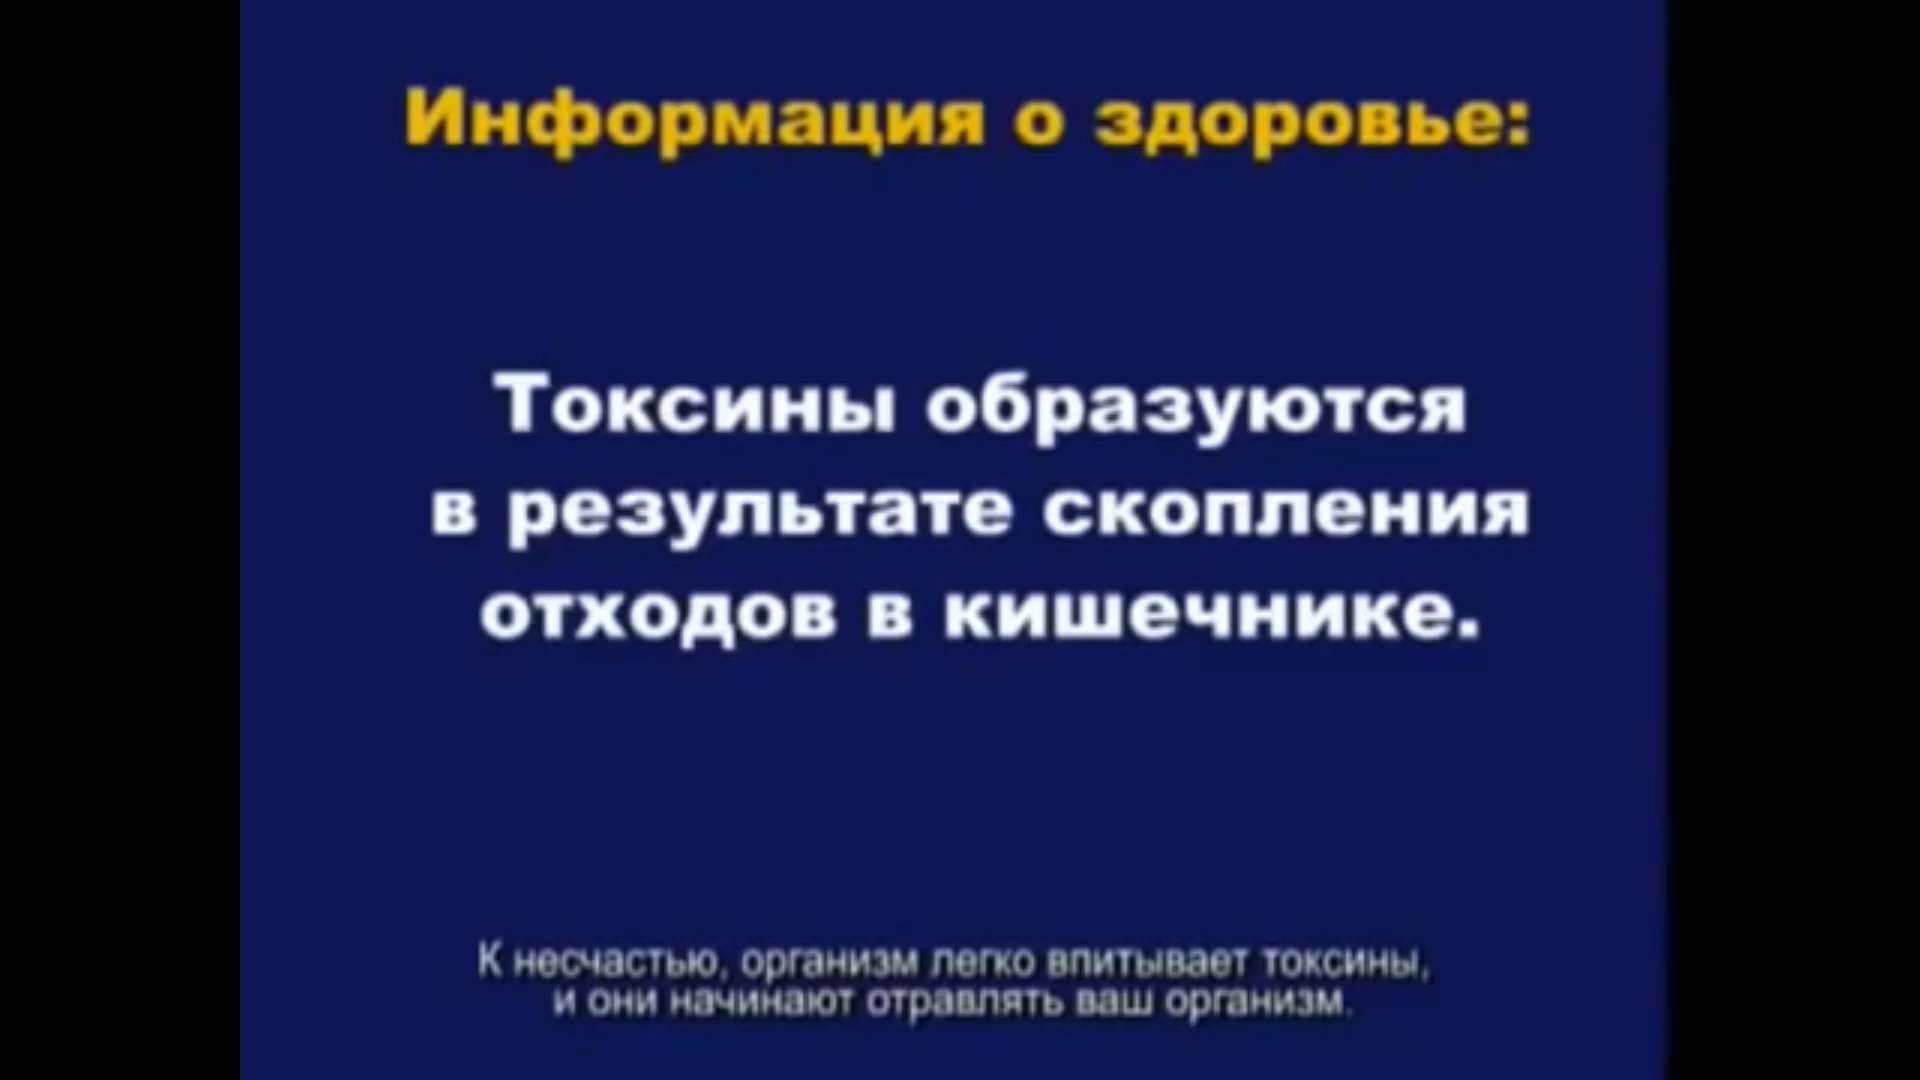 Информация о здоровье:
Токсины образуются
в результате скопления
отходов в кишечнике.
К несчастью, организм легко впитывает токсины,
и они начинают отравлять ваш организм.